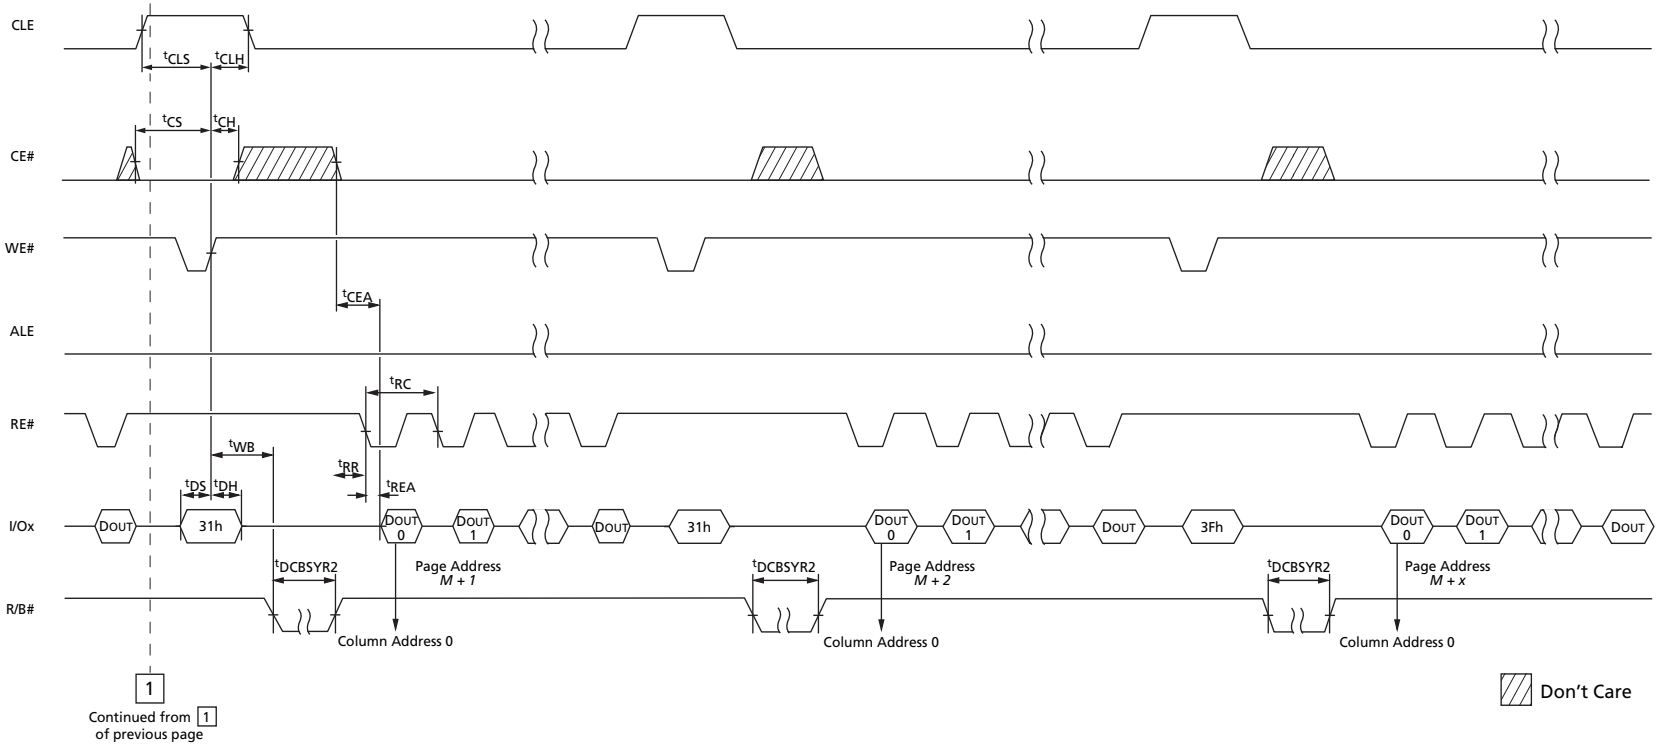 CLE
tCLS tCLH
tCS tCH
CE#
WE#
tCEA
ALE
tRC
RE#
tWB
tRR
tREA
tDS tDH
I/Ox DOUT 31h DOUT 0 DOUT 1 DOUT 31h DOUT 0 DOUT 1 DOUT 3Fh DOUT 0 DOUT 1 DOUT
tDCBSYR2 Page Address tDCBSYR2 Page Address tDCBSYR2 Page Address
M + 1 M + 2 M + x
R/B#
Column Address 0 Column Address 0 Column Address 0
1 Don't Care
Continued from 1
of previous page